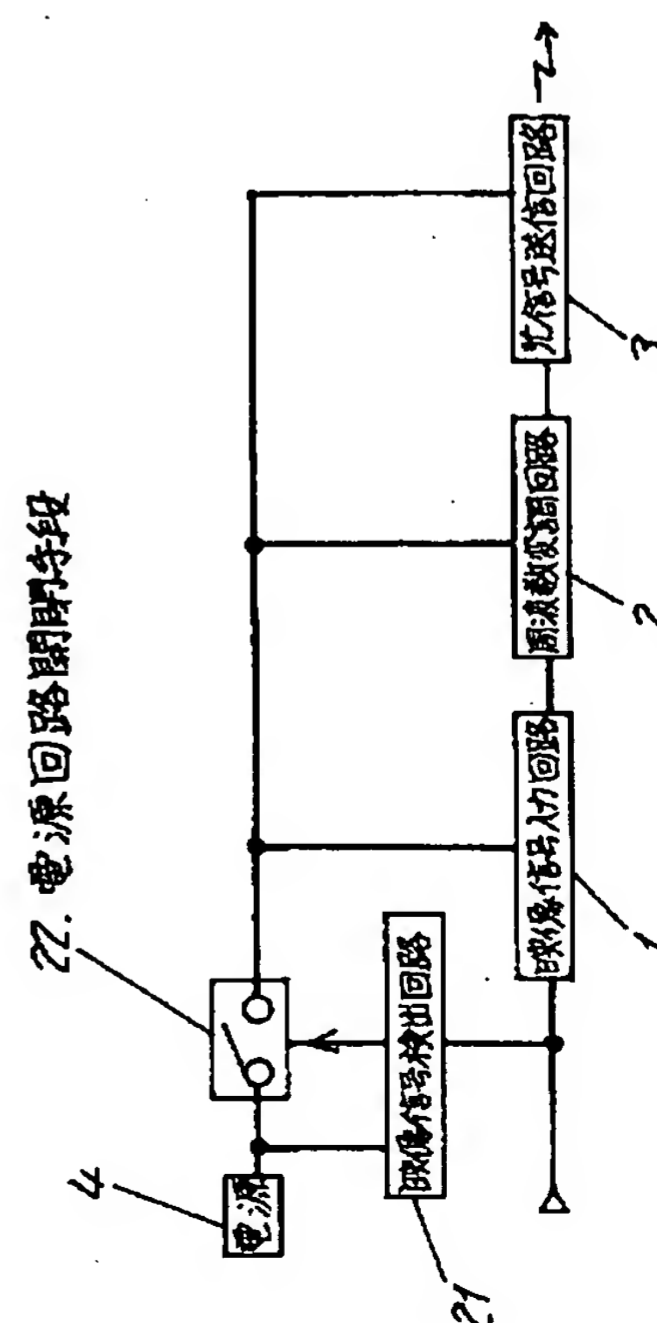 22. 電源回路開閉手段
4
電源
21
映像信号検出回路
映像信号入力回路
1
周波数変調回路
2
光信号送信回路
3